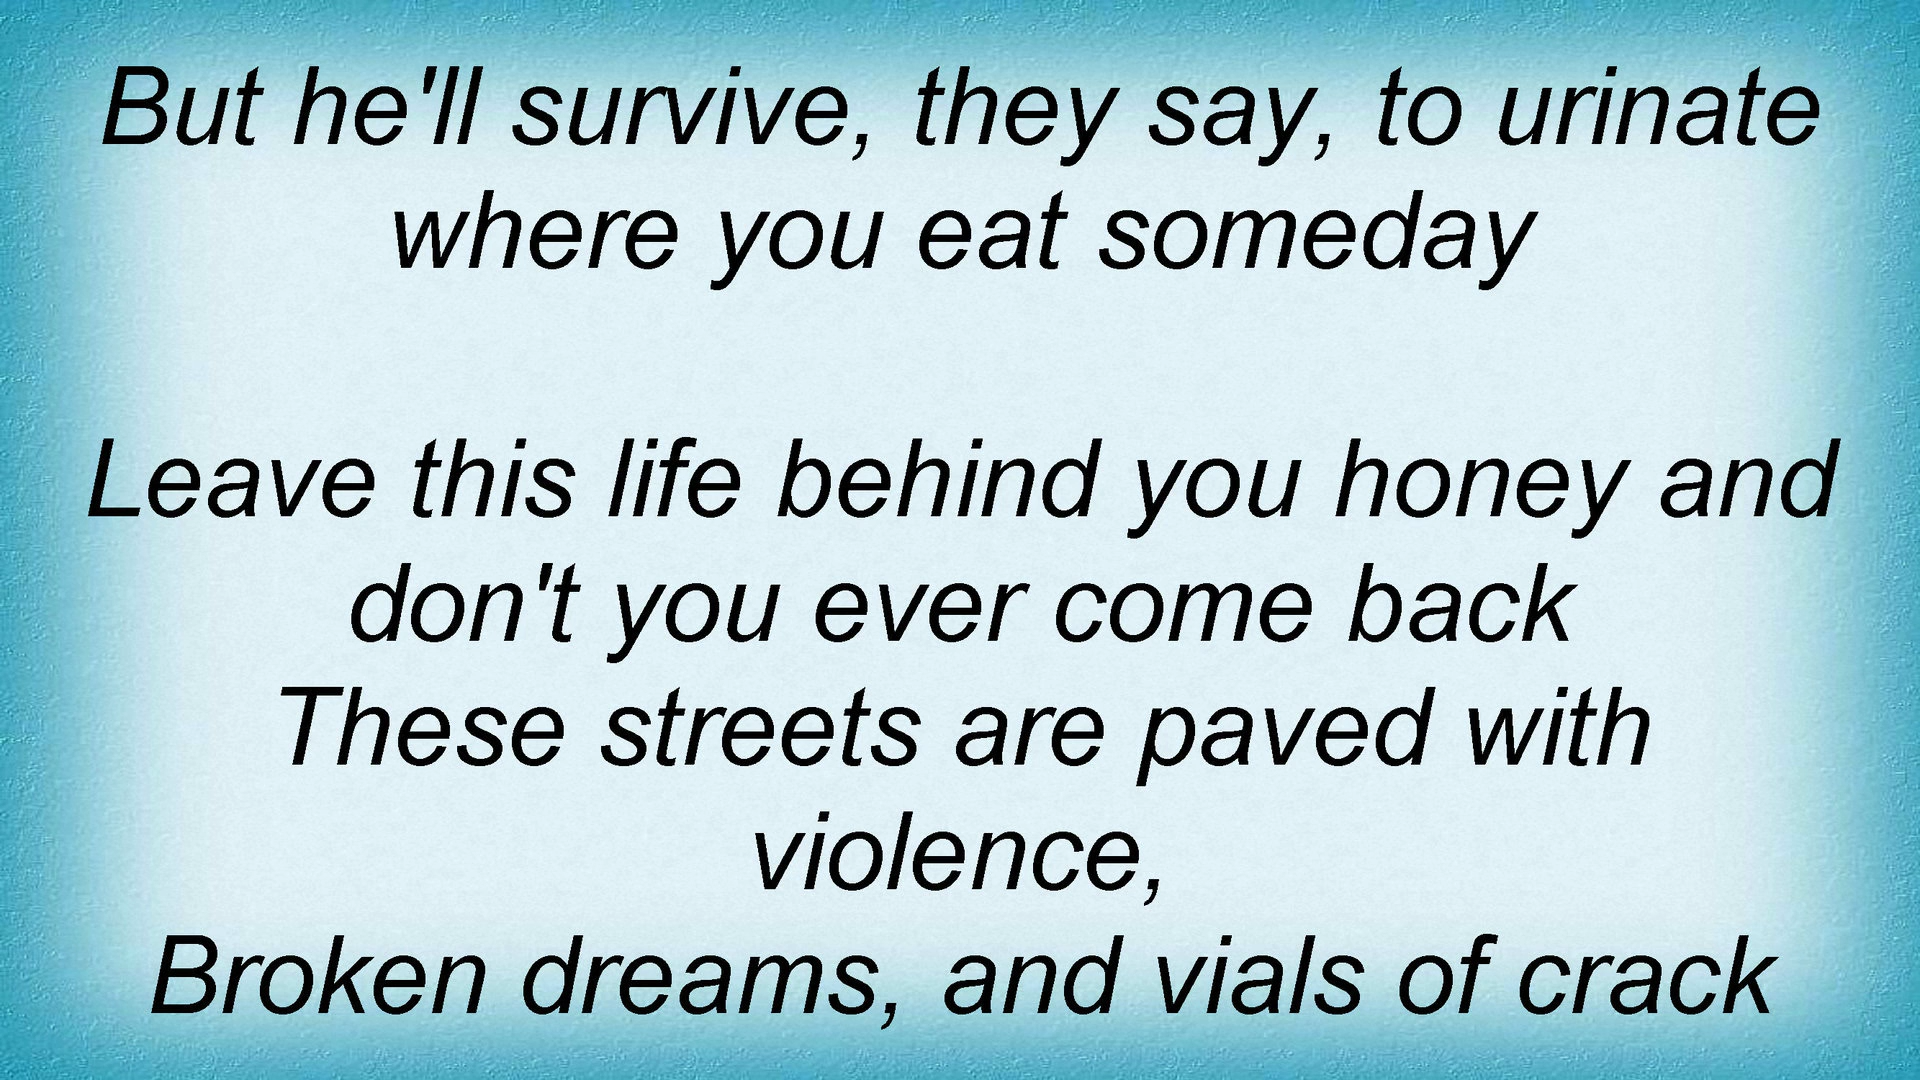 But he'll survive, they say, to urinate
where you eat someday
Leave this life behind you honey and
don't you ever come back
These streets are paved with
violence,
Broken dreams, and vials of crack